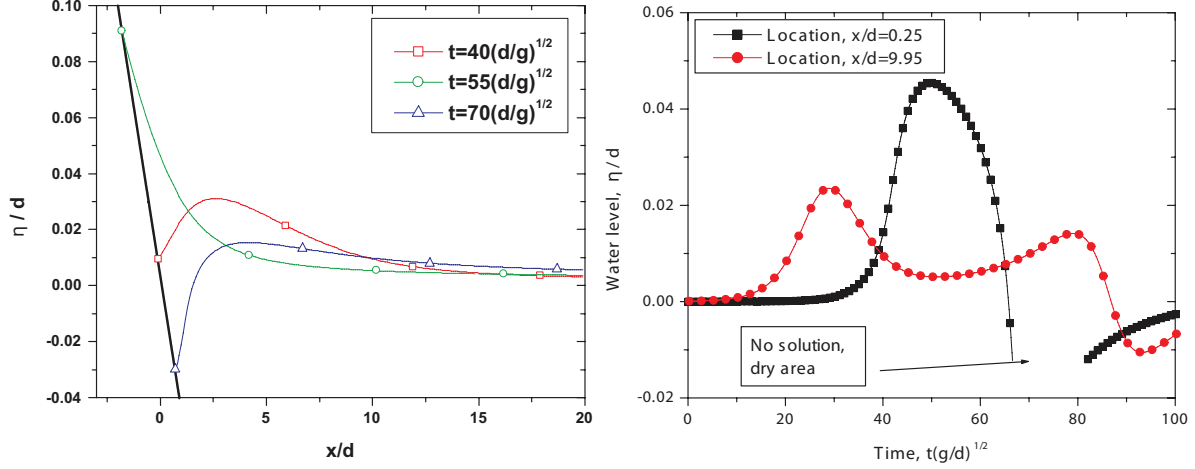 0.10
0.08
0.06
0.04
0.02
0.00
-0.02
-0.04
η / d
0
5
10
15
20
x/d
t=40(d/g)^1/2
t=55(d/g)^1/2
t=70(d/g)^1/2
0.06
0.04
0.02
0.00
-0.02
Water level, η / d
Location, x/d=0.25
Location, x/d=9.95
No solution,
dry area
0
20
40
60
80
100
Time, t(g/d)^1/2